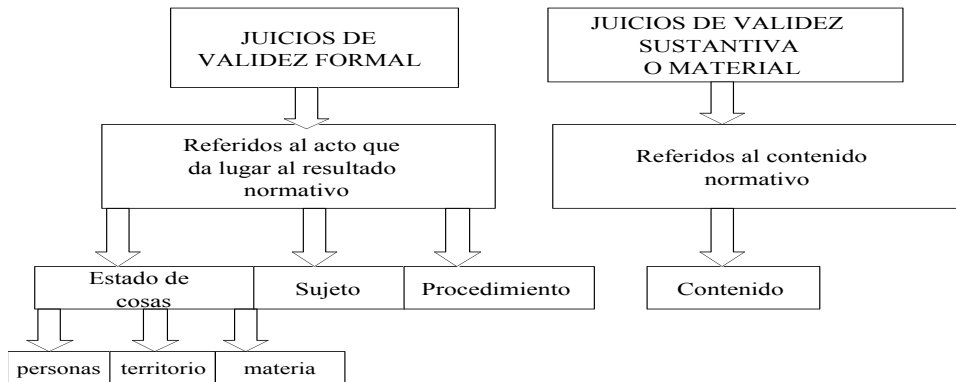 JUICIOS DE
VALIDEZ FORMAL
JUICIOS DE VALIDEZ
SUSTANTIVA
O MATERIAL
Referidos al acto que
da lugar al resultado
normativo
Referidos al contenido
normativo
Estado de
cosas
Sujeto
Procedimiento
Contenido
personas
territorio
materia